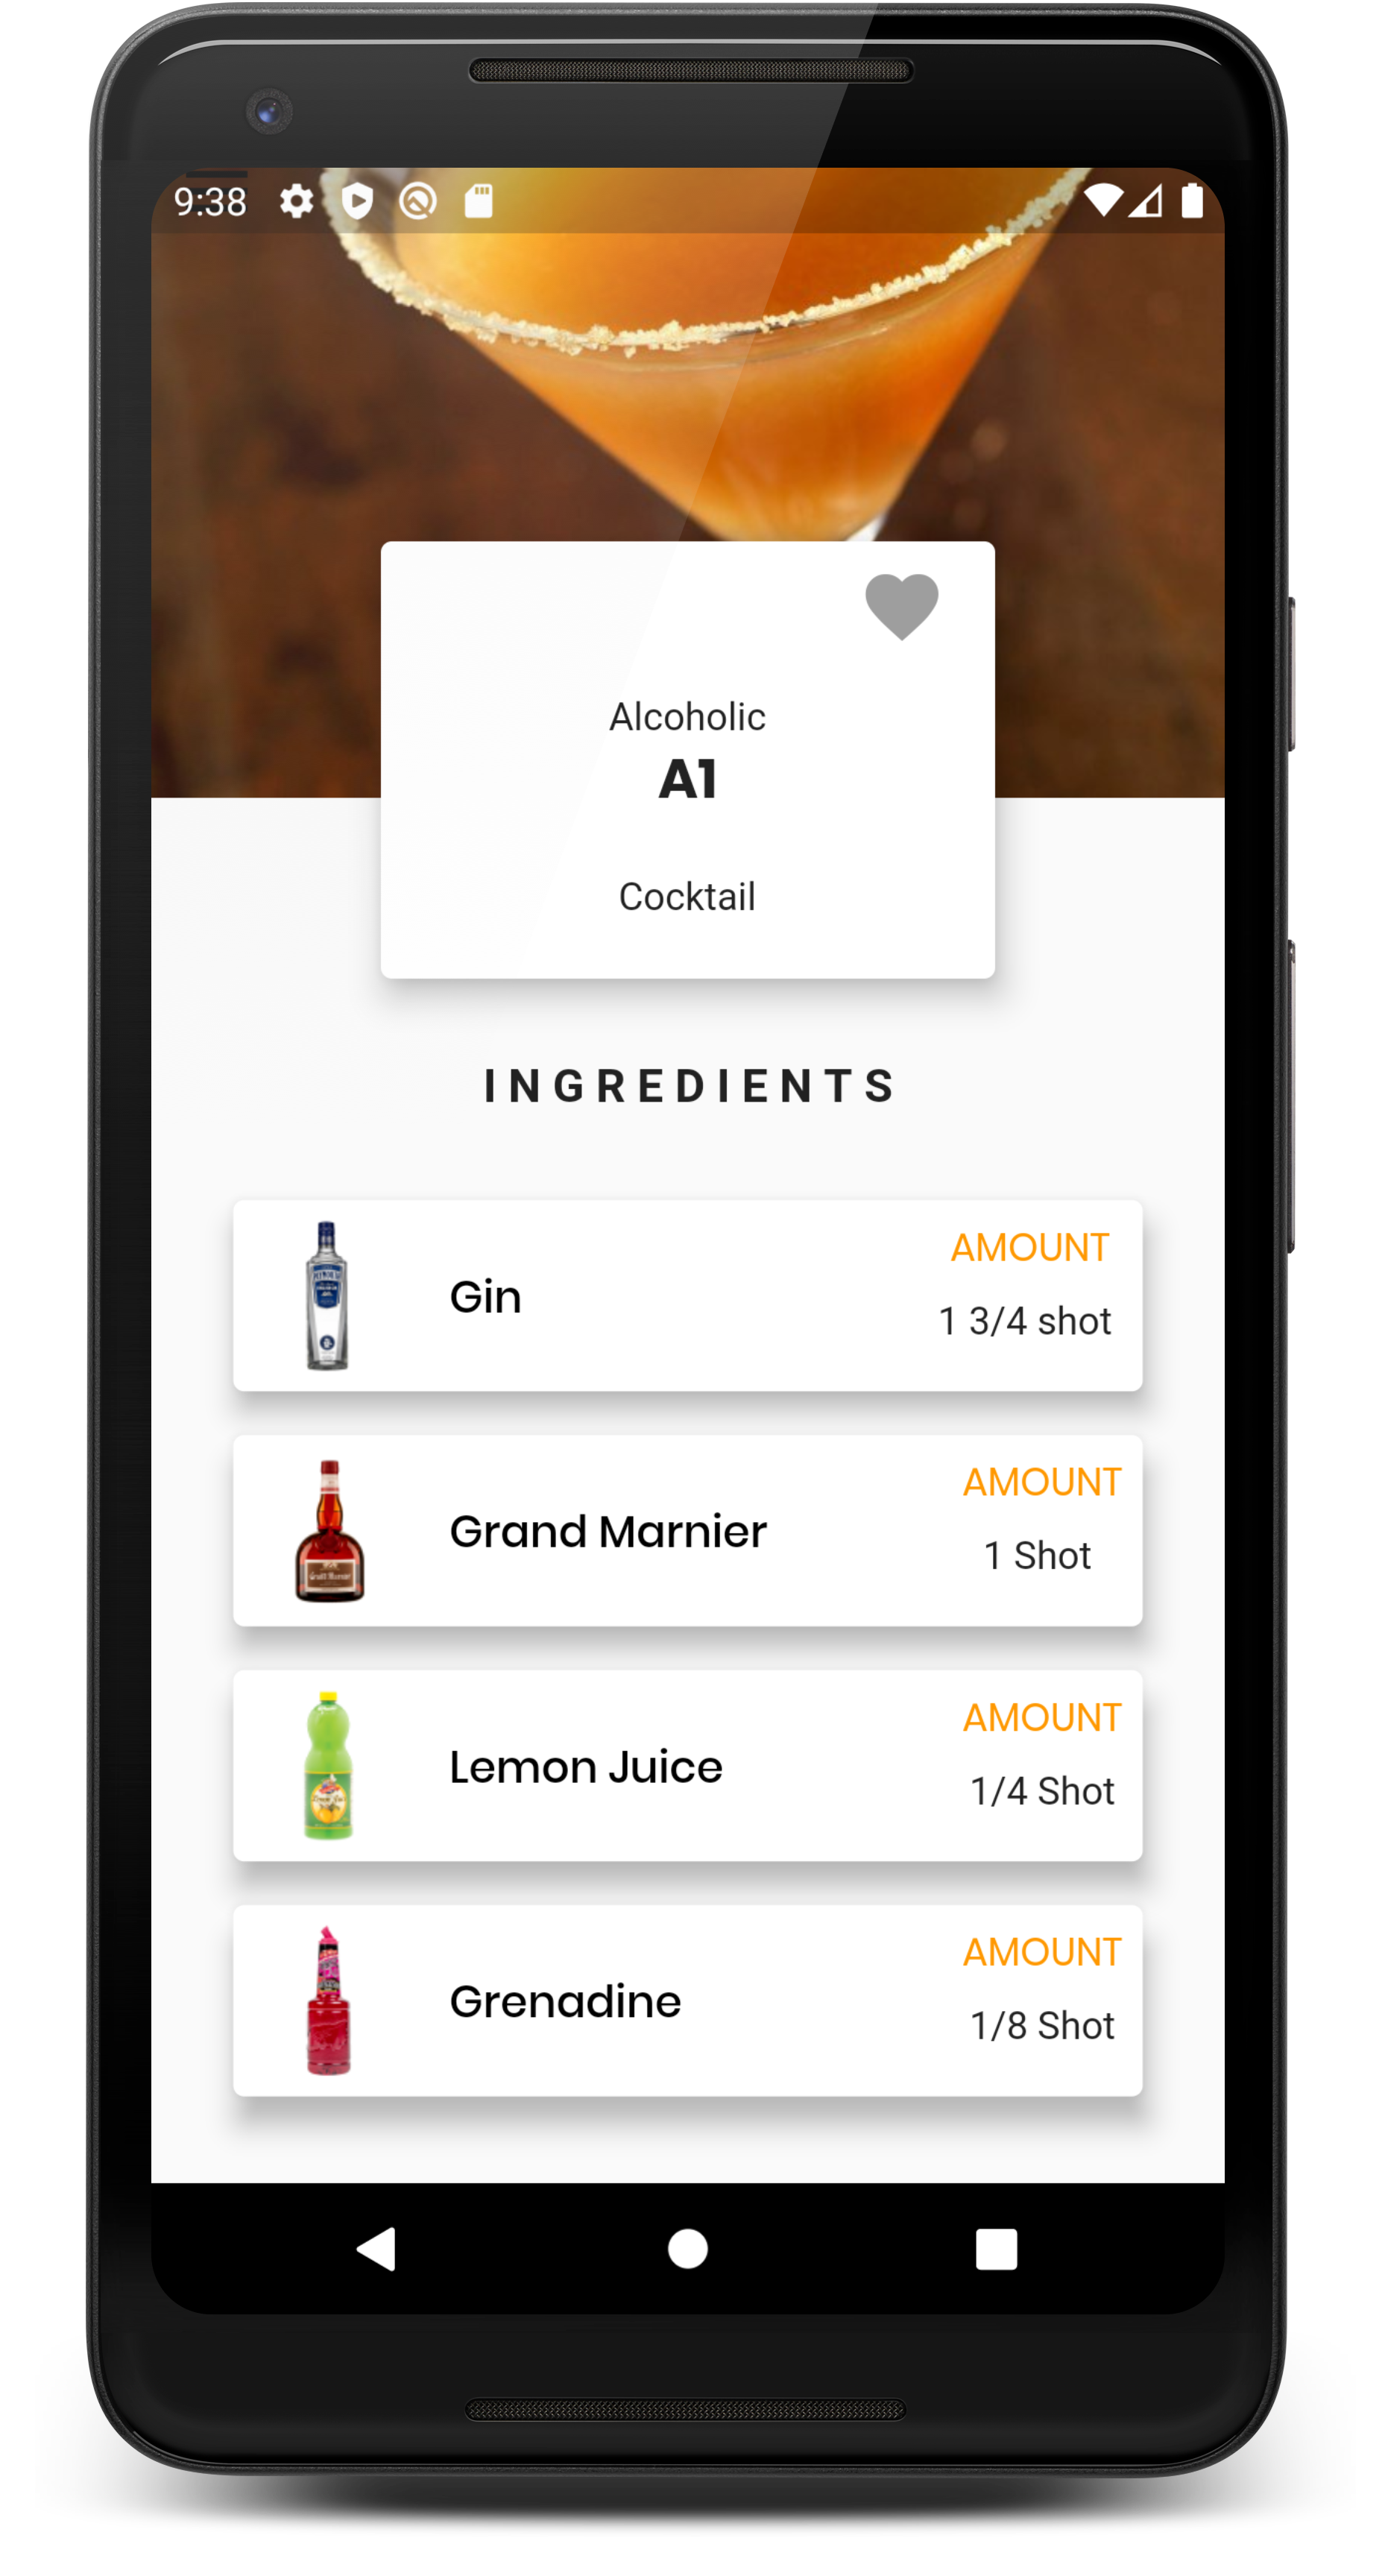 9:38
Alcoholic
A1
Cocktail
INGREDIENTS
AMOUNT
Gin
1 3/4 shot
AMOUNT
Grand Marnier
1 Shot
AMOUNT
Lemon Juice
1/4 Shot
AMOUNT
Grenadine
1/8 Shot